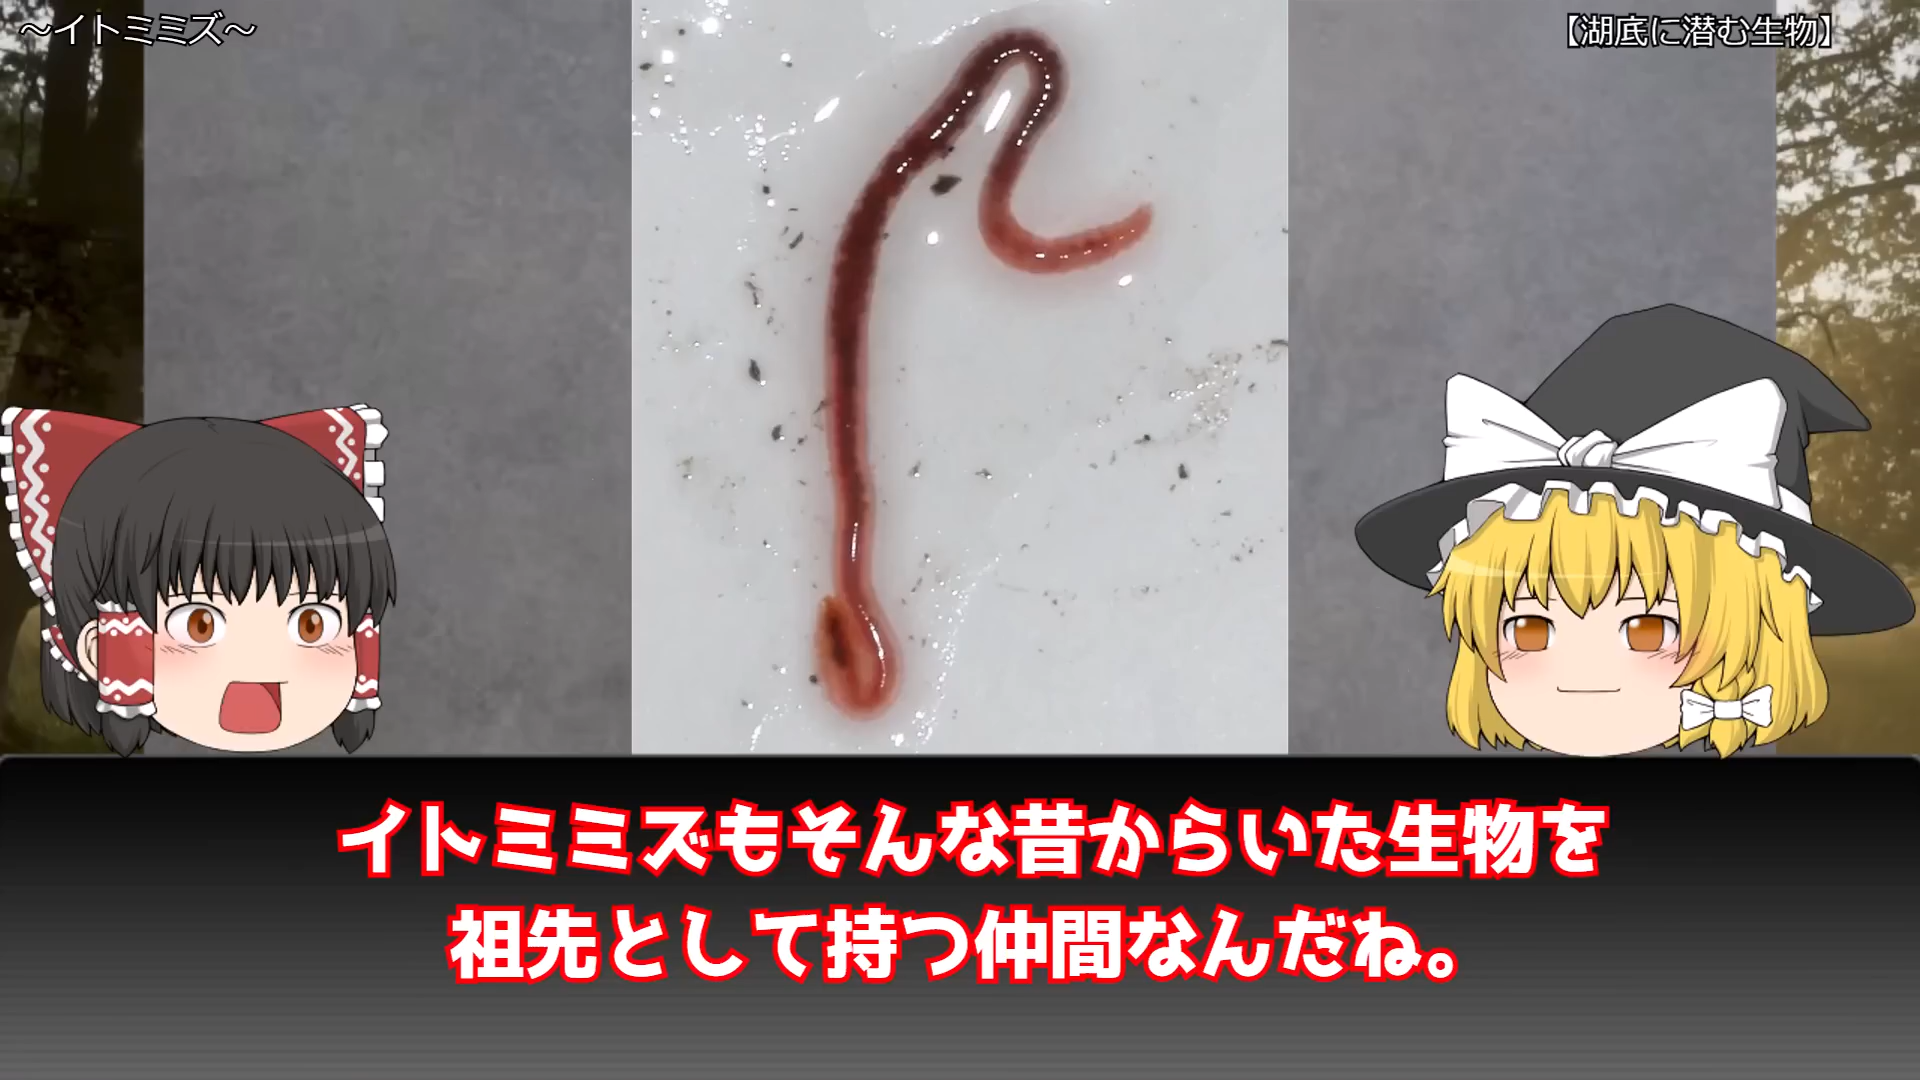 ～イトミミズ～
【湖底に潜む生物】
イトミミズもそんな昔からいた生物を
祖先として持つ仲間なんだね。